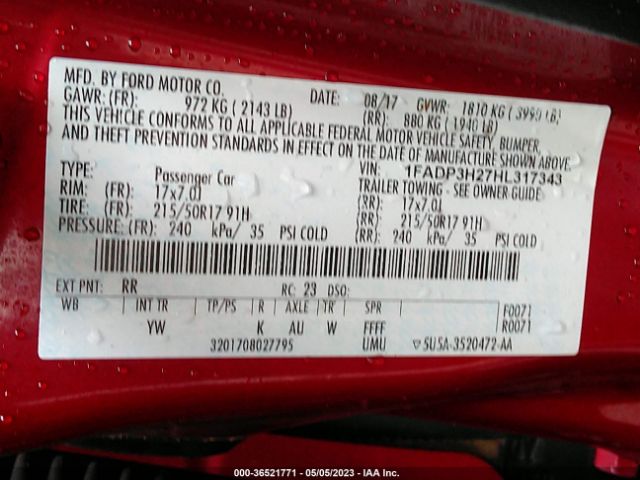 MFD. BY FORD MOTOR CO.
DATE: 08/17 GVWR: 1810 KG ( 3990 LB)
GAWR: (FR): 972 KG ( 2143 LB) (RR): 880 KG ( 1940 LB)
THIS VEHICLE CONFORMS TO ALL APPLICABLE FEDERAL MOTOR VEHICLE SAFETY, BUMPER,
AND THEFT PREVENTION STANDARDS IN EFFECT ON THE DATE OF MANUFACTURE SHOWN ABOVE.
VIN: 1FADP3H27HL317343
TYPE: Passenger Car TRAILER TOWING - SEE OWNER GUIDE
RIM: (FR) 17x7.0J (RR): 17x7.0J
TIRE: (FR) 215/50R17 91H (RR): 215/50R17 91H
PRESSURE: (FR): 240 kPa/ 35 PSI COLD (RR): 240 kPa/ 35 PSI COLD
EXT PNT: RR RC: 23 DSO:
WB INT TR TP/PS R AXLE TR SPR F0071
YW K AU W FFFF R0071
3201708027795 UMU ▽5U5A-3520472-AA
000-36521771 - 05/05/2023 - IAA Inc.